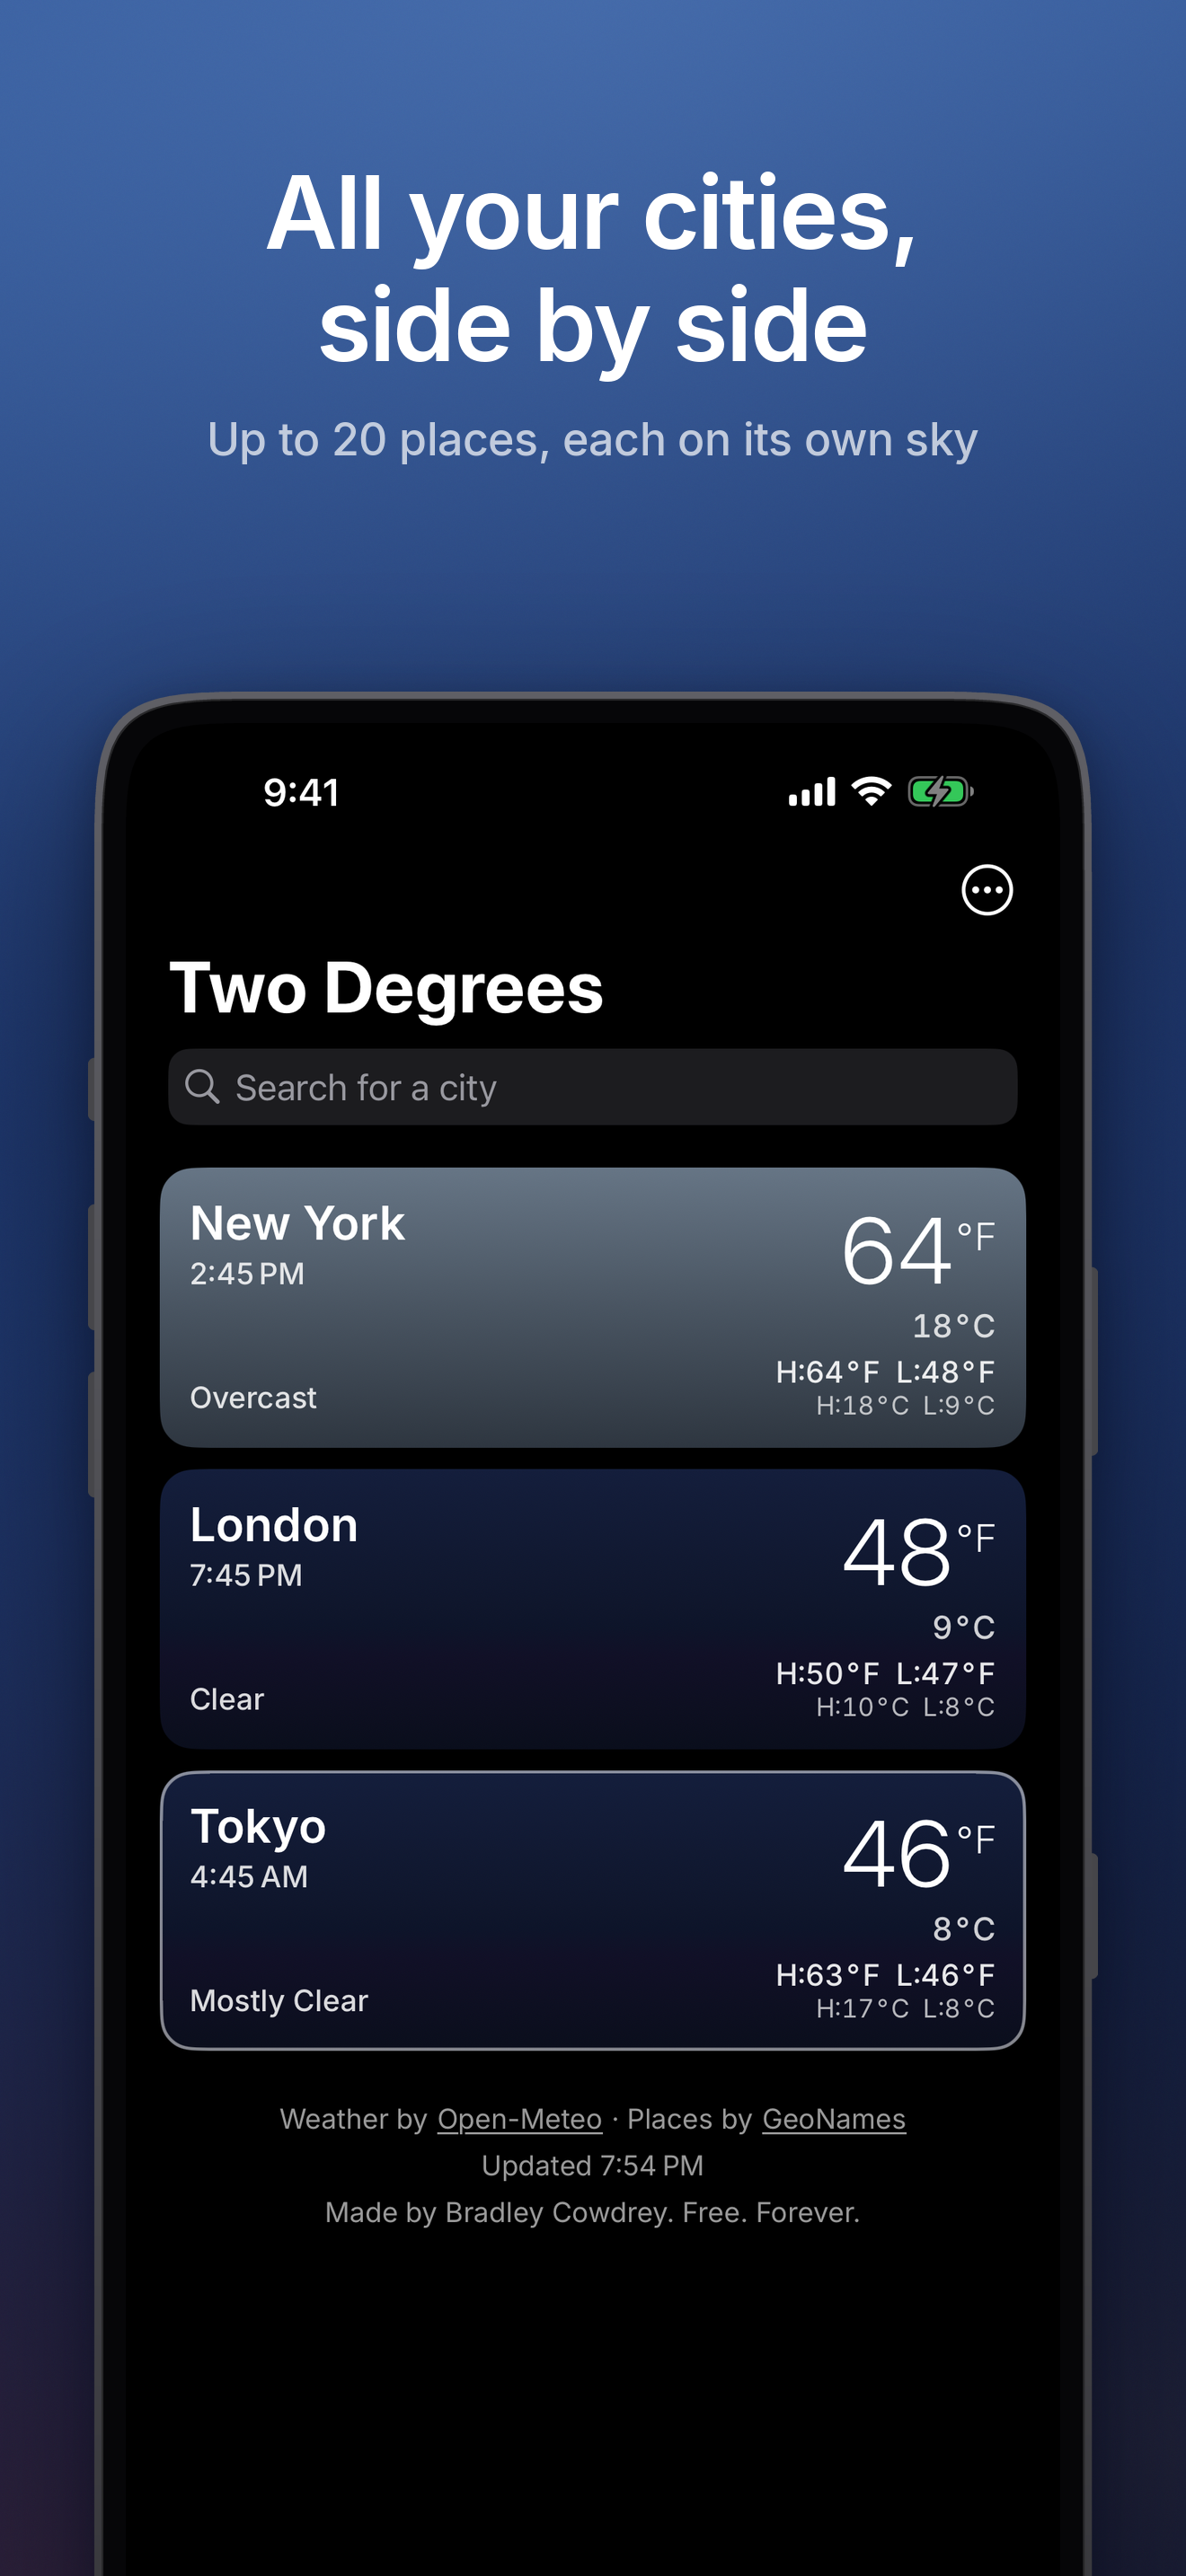 All your cities,
side by side
Up to 20 places, each on its own sky
9:41
Two Degrees
Search for a city
New York
64°F
2:45 PM
18°C
H:64°F L:48°F
Overcast
H:18°C L:9°C
London
48°F
7:45 PM
9°C
H:50°F L:47°F
Clear
H:10°C L:8°C
Tokyo
46°F
4:45 AM
8°C
H:63°F L:46°F
Mostly Clear
H:17°C L:8°C
Weather by Open-Meteo · Places by GeoNames
Updated 7:54 PM
Made by Bradley Cowdrey. Free. Forever.